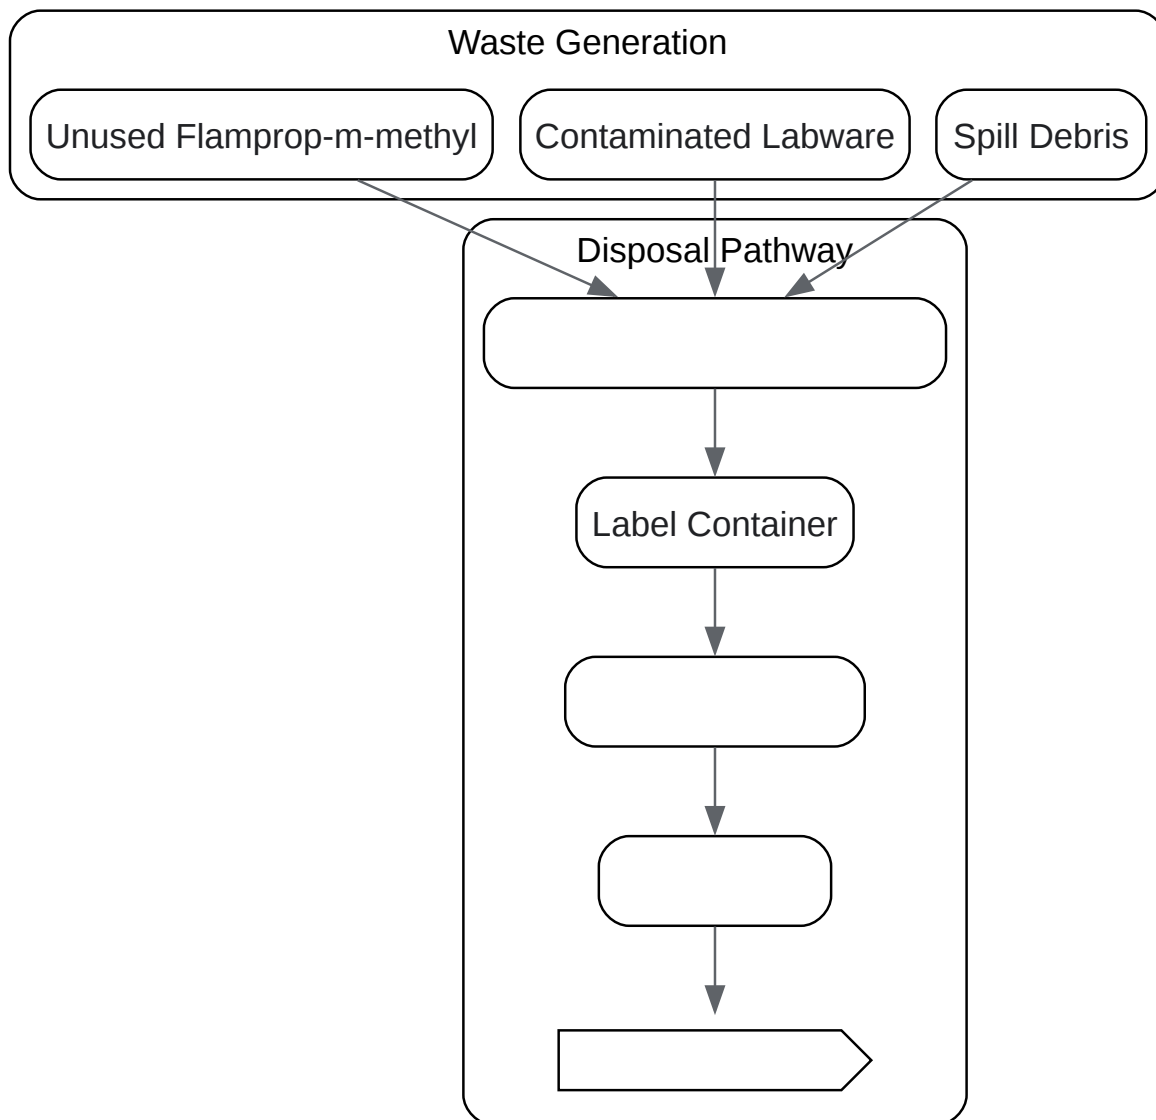 Waste Generation
Unused Flamprop-m-methyl
Contaminated Labware
Spill Debris
Disposal Pathway
Label Container